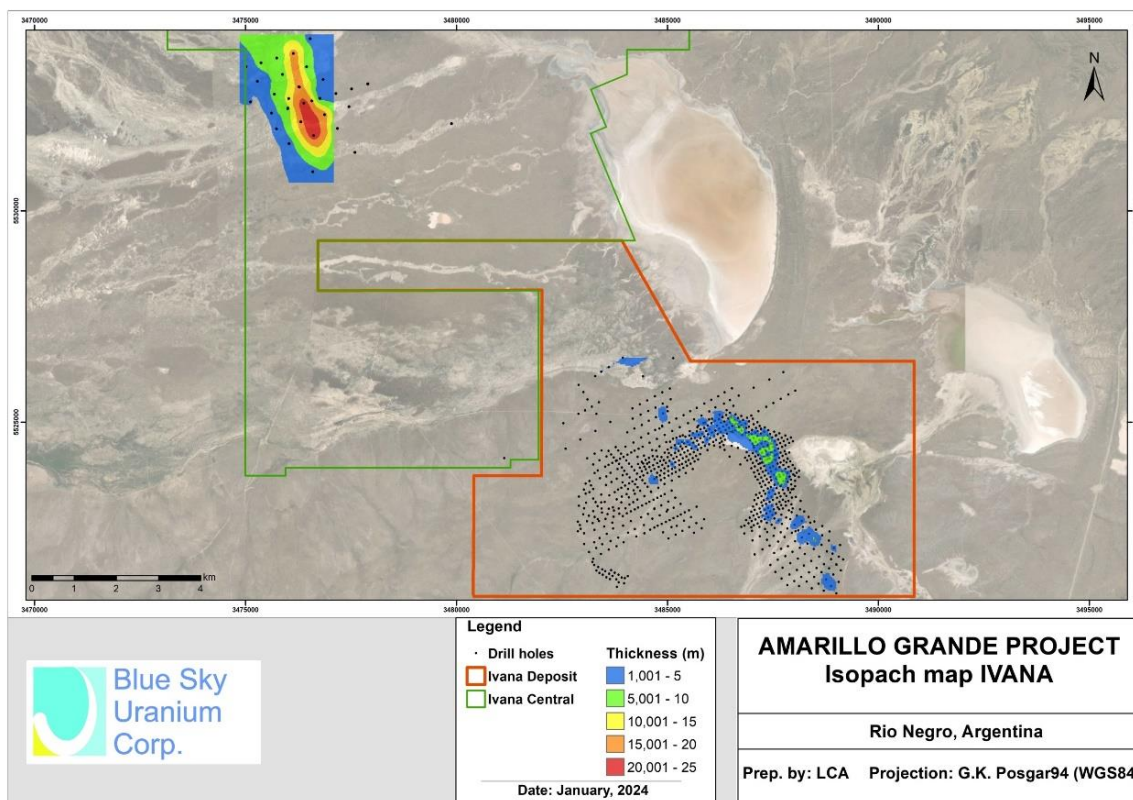 3470000 3475000 3480000 3485000 3490000 3495000
N
5530000 5530000
5525000 5525000
km
0 1 2 3 4
3470000 3475000 3480000 3485000 3490000 3495000
Blue Sky
Uranium
Corp.
Legend
Drill holes
Ivana Deposit
Ivana Central
Thickness (m)
1,001 - 5
5,001 - 10
10,001 - 15
15,001 - 20
20,001 - 25
Date: January, 2024
AMARILLO GRANDE PROJECT
Isopach map IVANA
Rio Negro, Argentina
Prep. by: LCA Projection: G.K. Posgar94 (WGS84